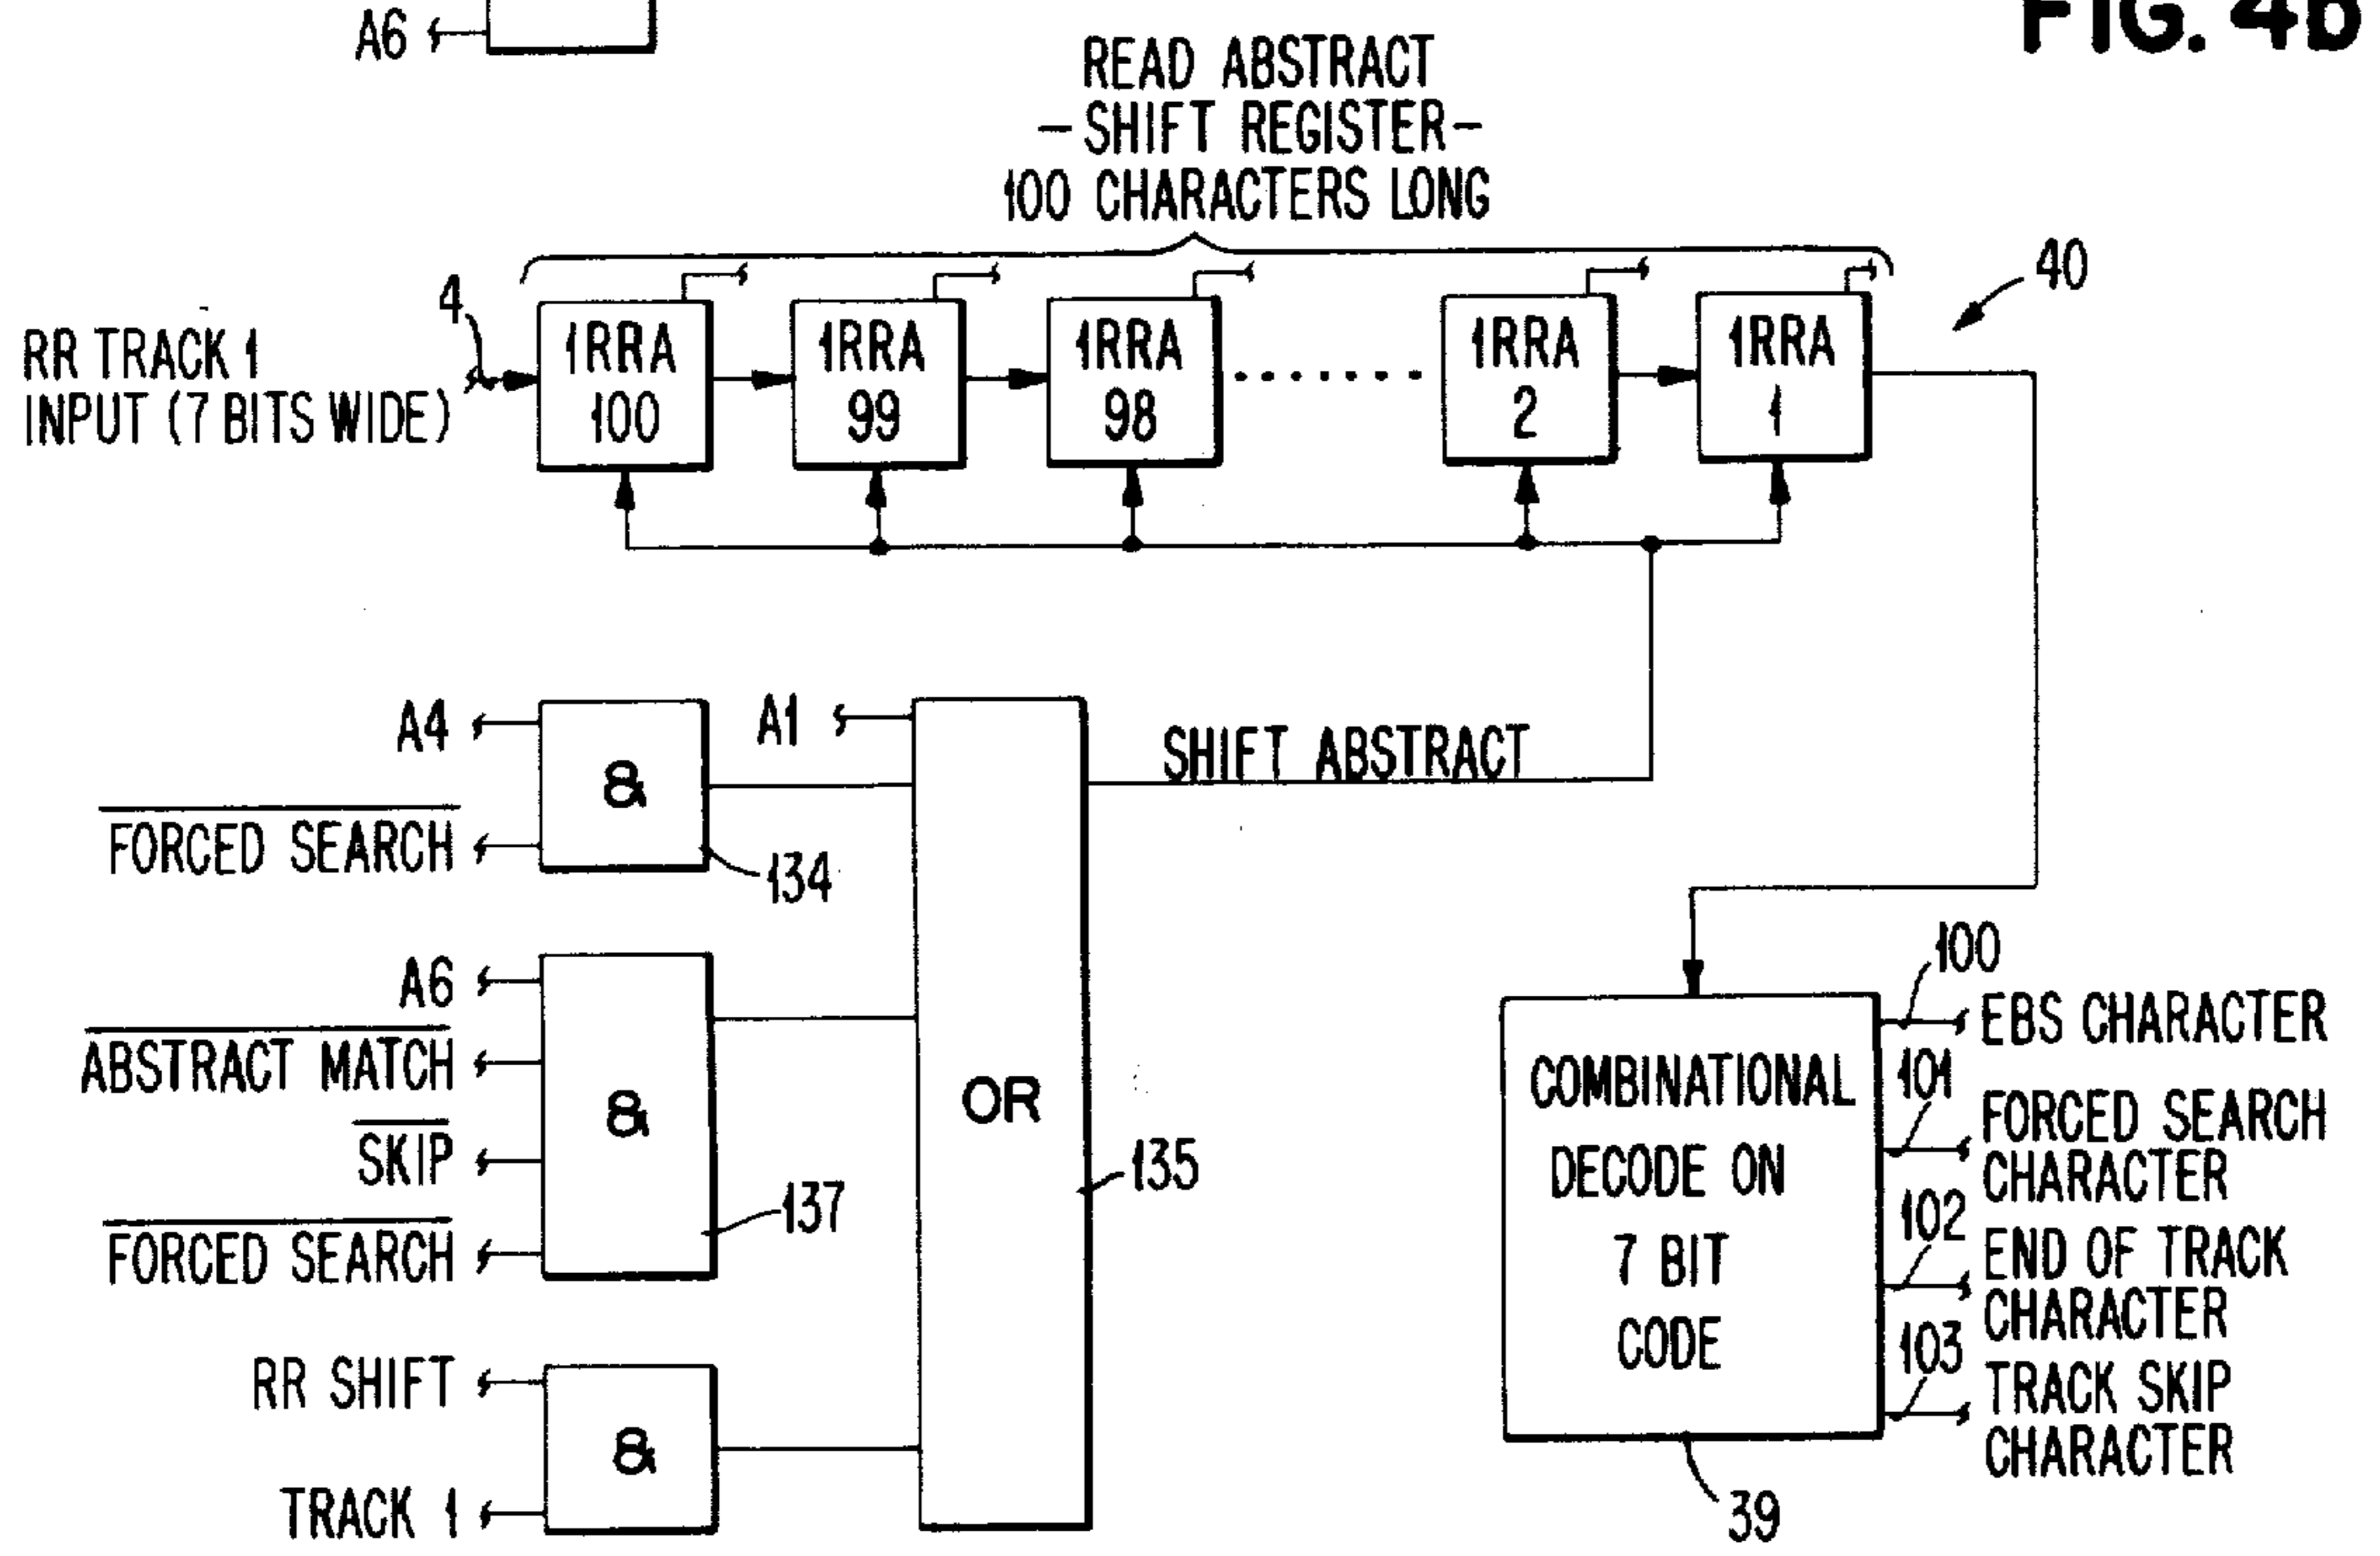 FIG. 4b
A6
READ ABSTRACT
-SHIFT REGISTER-
100 CHARACTERS LONG
40
4
RR TRACK 1
INPUT (7 BITS WIDE)
1RRA
100
1RRA
99
1RRA
98
1RRA
2
1RRA
1
A4
FORCED SEARCH
&
134
A1
SHIFT ABSTRACT
A6
ABSTRACT MATCH
SKIP
FORCED SEARCH
&
137
OR
135
RR SHIFT
TRACK 1
&
COMBINATIONAL
DECODE ON
7 BIT
CODE
39
100
EBS CHARACTER
101
FORCED SEARCH
CHARACTER
102
END OF TRACK
CHARACTER
103
TRACK SKIP
CHARACTER